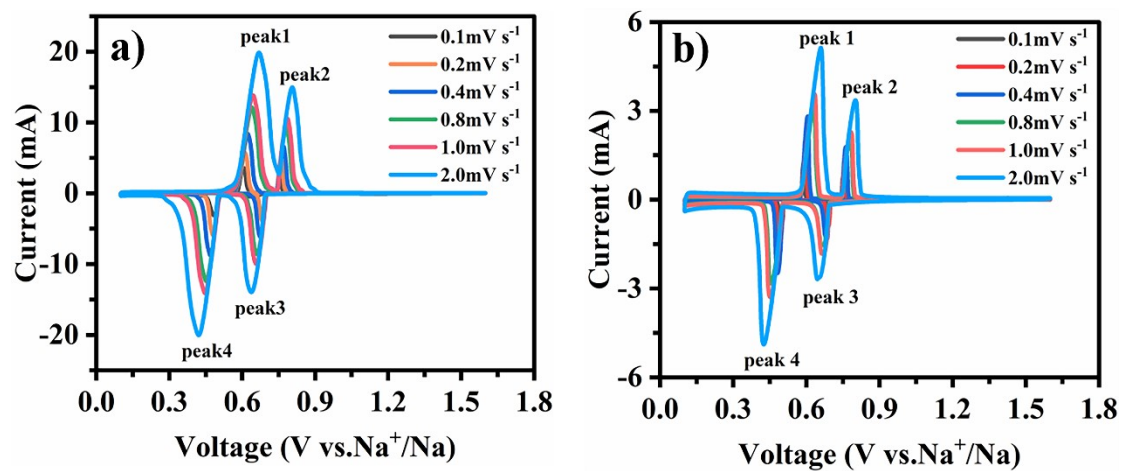 a)
peak1
peak2
peak3
peak4
0.1mV s⁻¹
0.2mV s⁻¹
0.4mV s⁻¹
0.8mV s⁻¹
1.0mV s⁻¹
2.0mV s⁻¹
20
10
0
-10
-20
Current (mA)
0.0 0.3 0.6 0.9 1.2 1.5 1.8
Voltage (V vs.Na⁺/Na)
b)
peak 1
peak 2
peak 3
peak 4
0.1mV s⁻¹
0.2mV s⁻¹
0.4mV s⁻¹
0.8mV s⁻¹
1.0mV s⁻¹
2.0mV s⁻¹
6
3
0
-3
-6
Current (mA)
0.0 0.3 0.6 0.9 1.2 1.5 1.8
Voltage (V vs.Na⁺/Na)